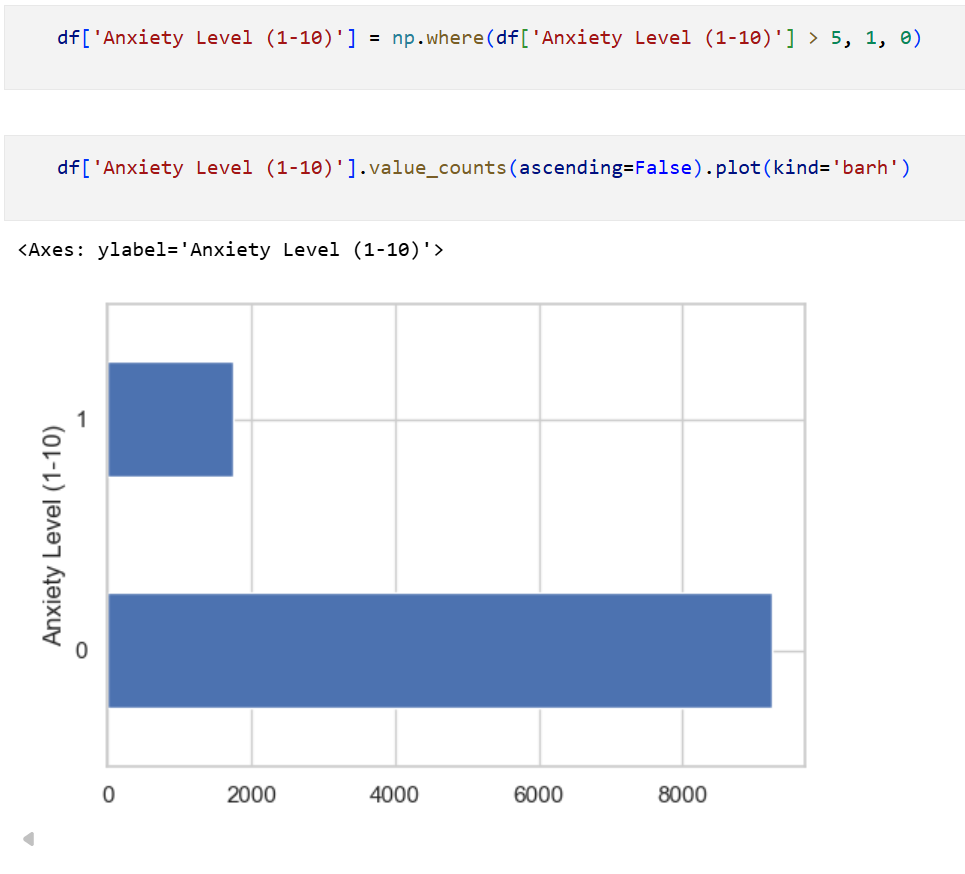 df['Anxiety Level (1-10)'] = np.where(df['Anxiety Level (1-10)'] > 5, 1, 0)
df['Anxiety Level (1-10)'].value_counts(ascending=False).plot(kind='barh')
<Axes: ylabel='Anxiety Level (1-10)'>
Anxiety Level (1-10)
1
0
0 2000 4000 6000 8000